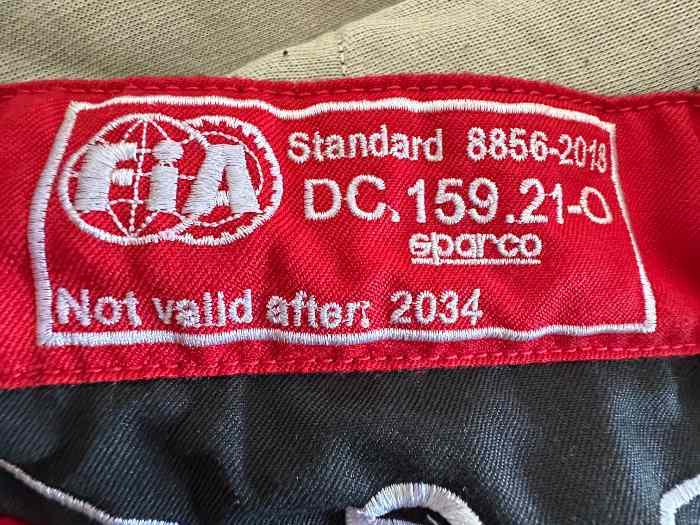 FiA
Standard 8856-2018
DC.159.21-O
sparco
Not valid after: 2034